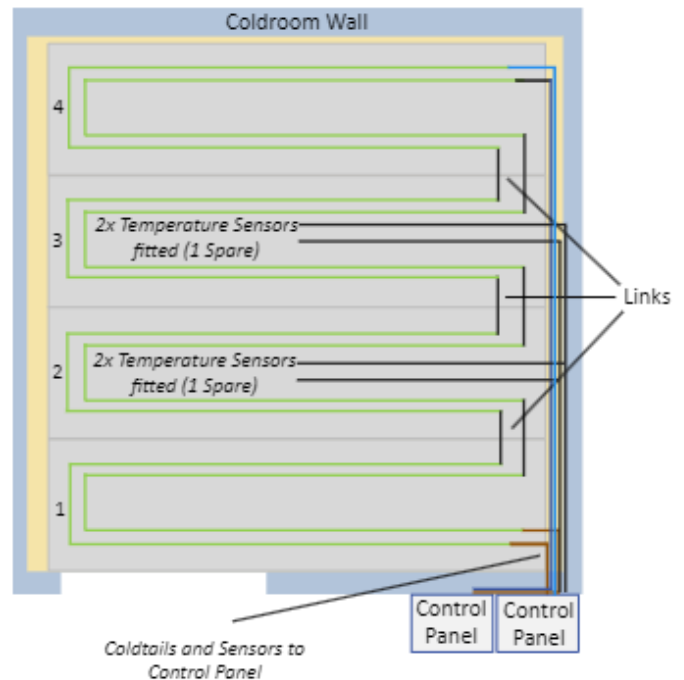 Coldroom Wall
4
3
2x Temperature Sensors
fitted (1 Spare)
Links
2
2x Temperature Sensors
fitted (1 Spare)
1
Control
Panel
Control
Panel
Coldtails and Sensors to
Control Panel